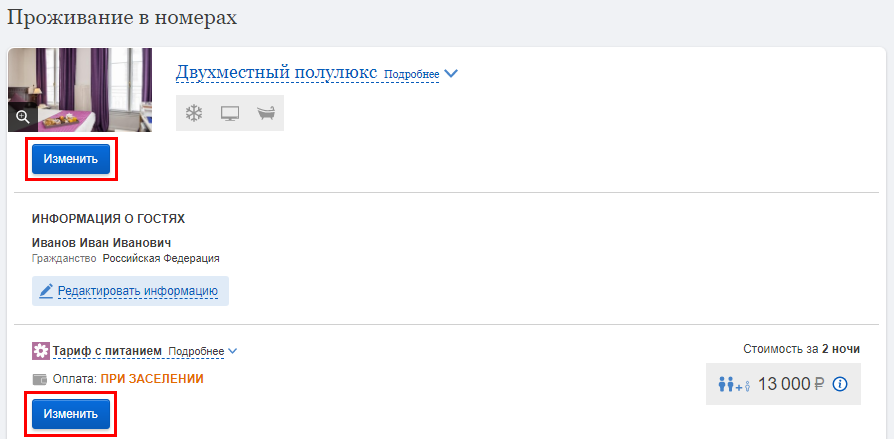 Проживание в номерах
Двухместный полулюкс Подробнее
Изменить
ИНФОРМАЦИЯ О ГОСТЯХ
Иванов Иван Иванович
Гражданство Российская Федерация
Редактировать информацию
Тариф с питанием Подробнее
Стоимость за 2 ночи
Оплата: ПРИ ЗАСЕЛЕНИИ
13 000 ₽
Изменить